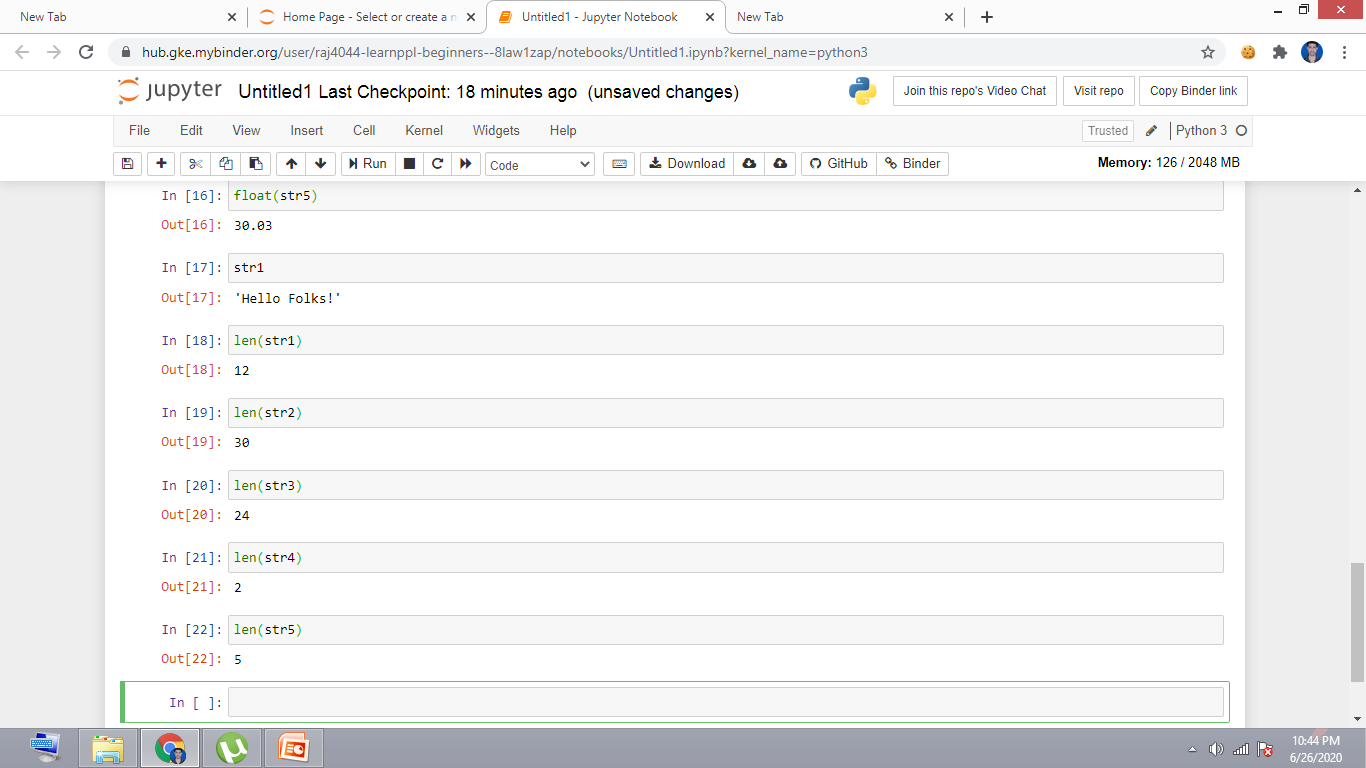 New Tab
Home Page - Select or create a n
Untitled1 - Jupyter Notebook
New Tab
hub.gke.mybinder.org/user/raj4044-learnppl-beginners--8law1zap/notebooks/Untitled1.ipynb?kernel_name=python3
jupyter Untitled1 Last Checkpoint: 18 minutes ago (unsaved changes)
Join this repo's Video Chat
Visit repo
Copy Binder link
File Edit View Insert Cell Kernel Widgets Help
Trusted
Python 3
Run
Code
Download
GitHub
Binder
Memory: 126 / 2048 MB
In [16]: float(str5)
Out[16]: 30.03
In [17]: str1
Out[17]: 'Hello Folks!'
In [18]: len(str1)
Out[18]: 12
In [19]: len(str2)
Out[19]: 30
In [20]: len(str3)
Out[20]: 24
In [21]: len(str4)
Out[21]: 2
In [22]: len(str5)
Out[22]: 5
In [ ]:
10:44 PM
6/26/2020